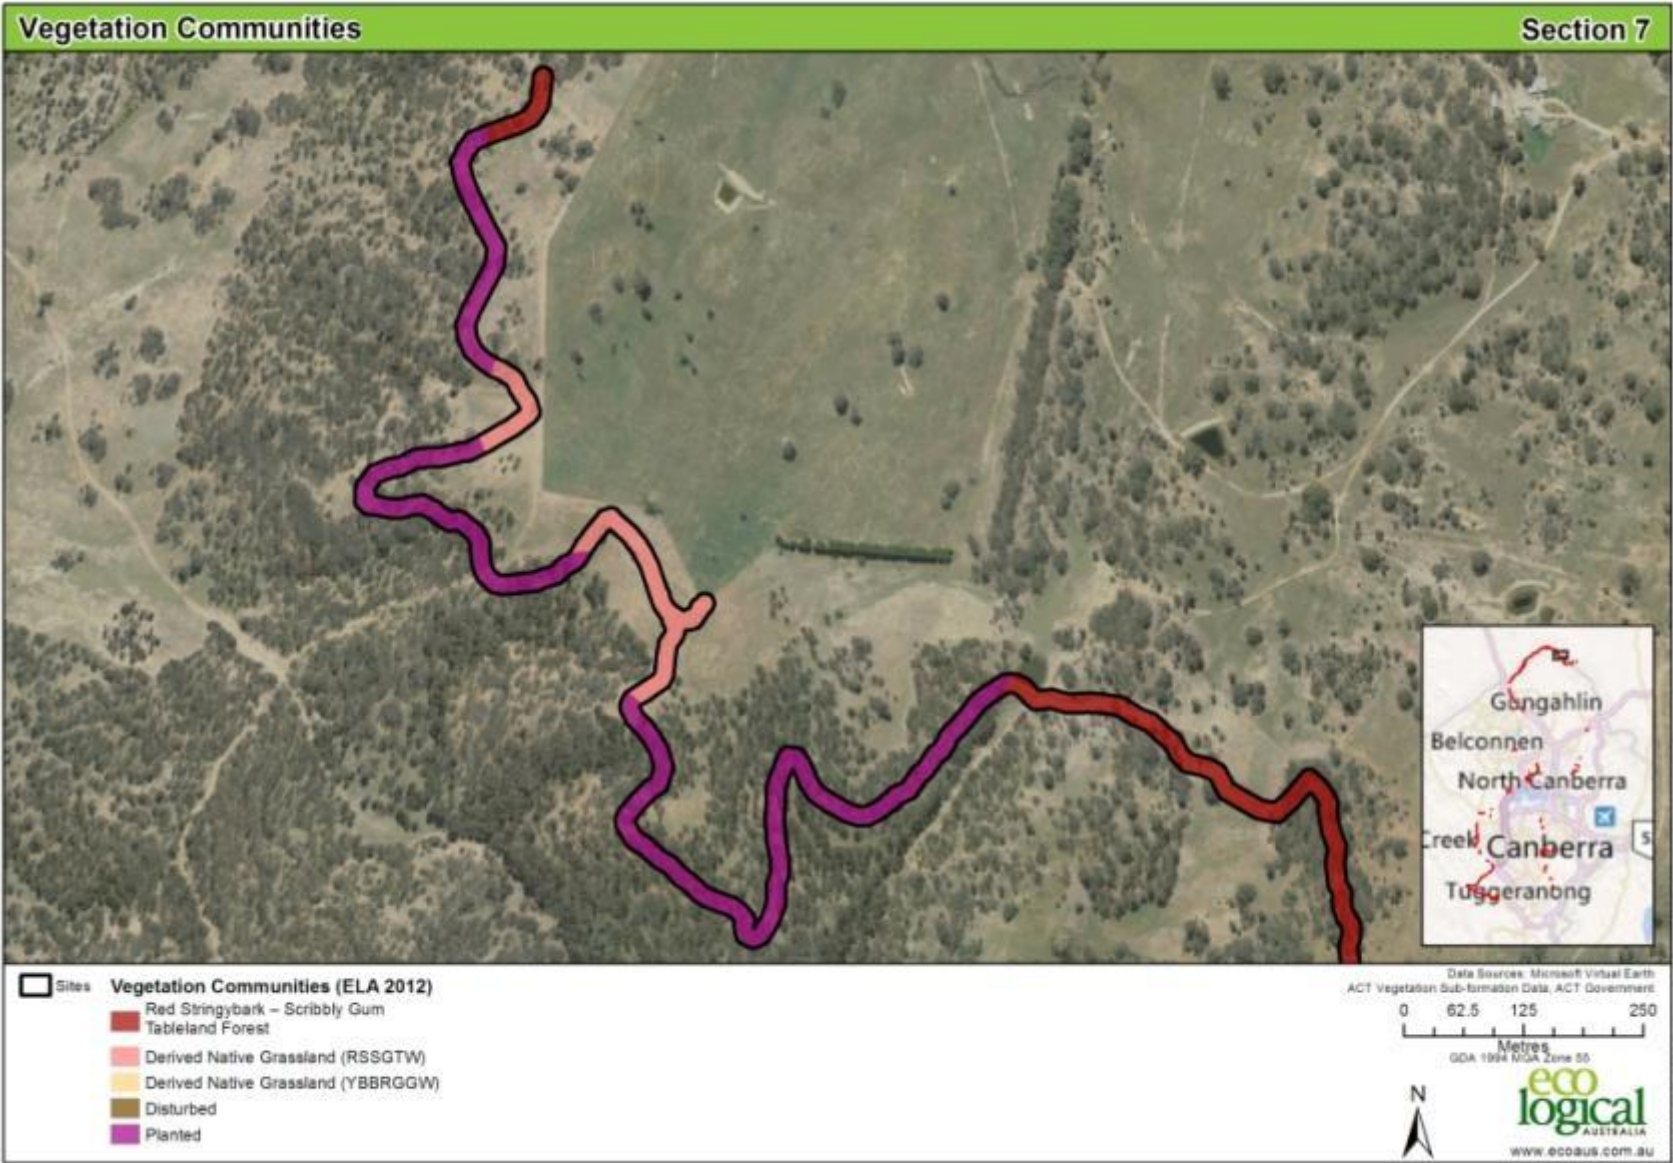 Vegetation Communities
Section 7
Gungahlin
Belconnen
North Canberra
Creek
Canberra
5
Tuggeranong
Sites
Vegetation Communities (ELA 2012)
Red Stringybark – Scribbly Gum
Tableland Forest
Derived Native Grassland (RSSGTW)
Derived Native Grassland (YBBRGGW)
Disturbed
Planted
Data Sources: Microsoft Virtual Earth
ACT Vegetation Sub-formation Data, ACT Government
0 62.5 125 250
Metres
GDA 1994 MGA Zone 55
N
eco
logical
AUSTRALIA
www.ecoaus.com.au